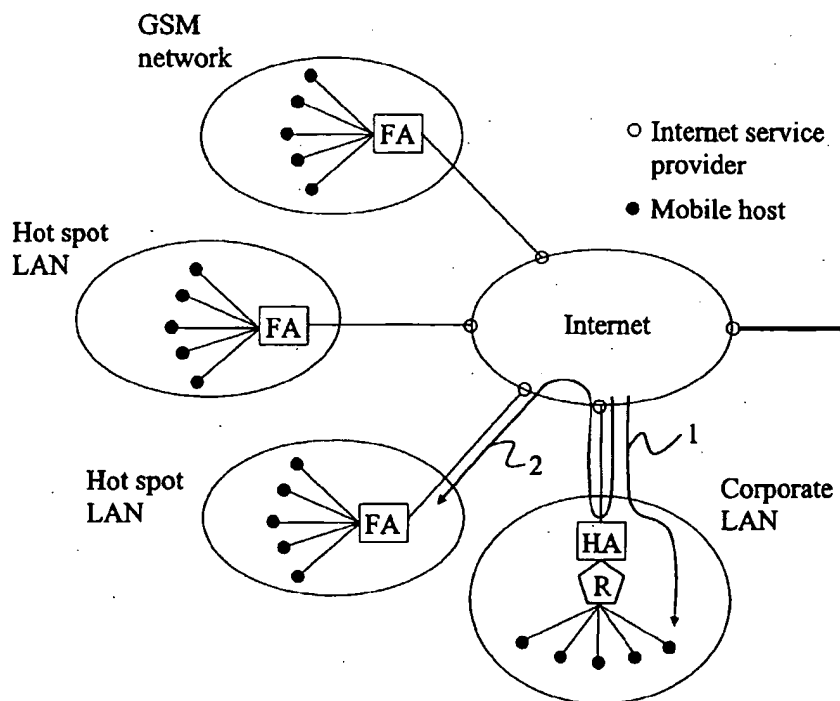 GSM
network
FA
Internet service
provider
Mobile host
Hot spot
LAN
FA
Internet
1
2
Hot spot
LAN
FA
Corporate
LAN
HA
R